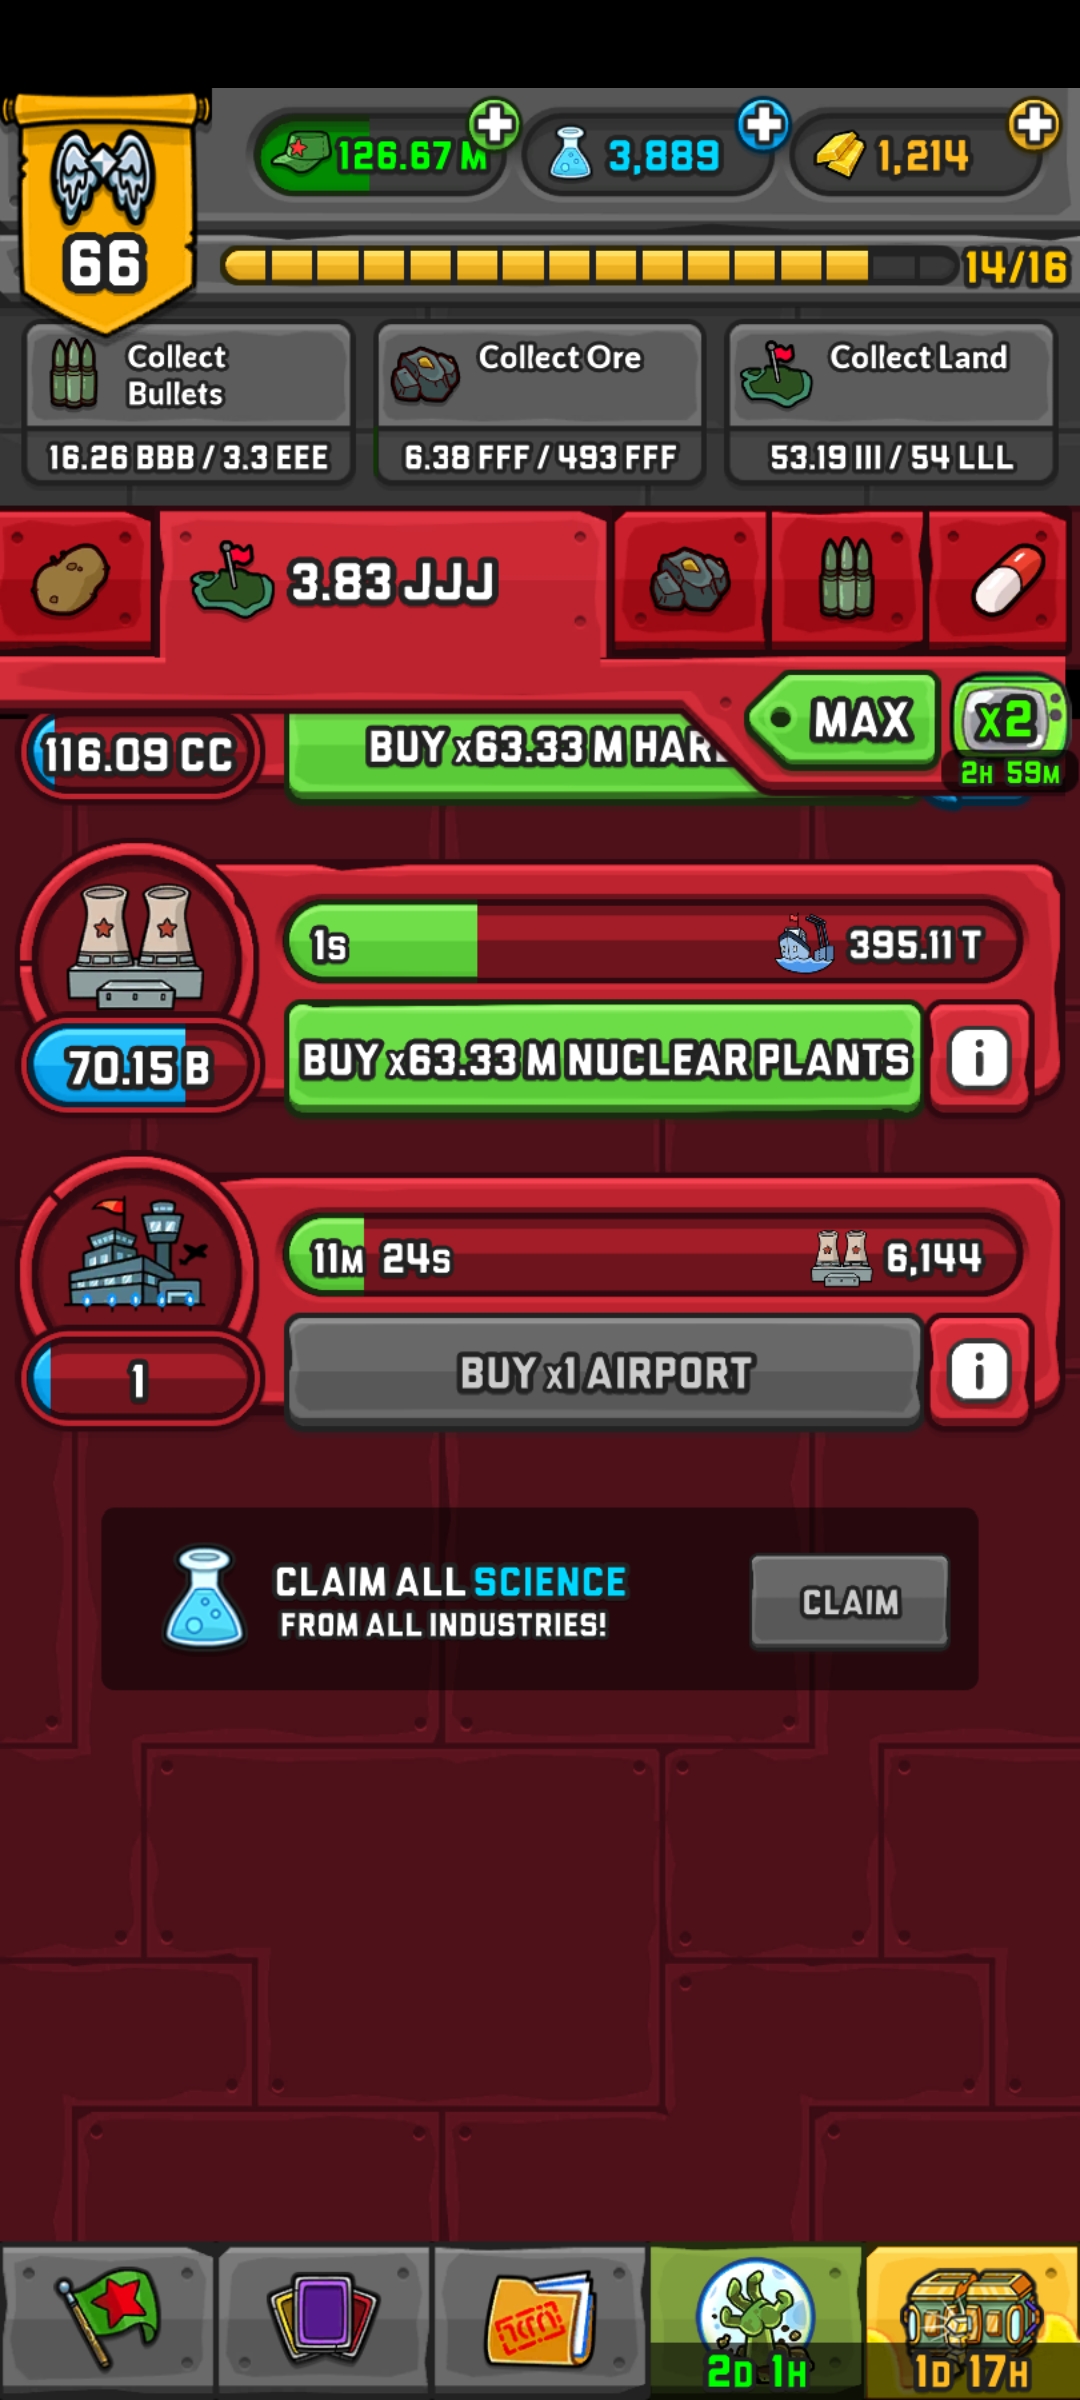 126.67 M
3,889
1,214
66
14/16
Collect
Bullets
16.26 BBB / 3.3 EEE
Collect Ore
6.38 FFF / 493 FFF
Collect Land
53.19 III / 54 LLL
3.83 JJJ
MAX
x2
2H 59M
116.09 CC
BUY x63.33 M
1s
395.11 T
70.15 B
BUY x63.33 M NUCLEAR PLANTS
i
11M 24s
6,144
1
BUY x1 AIRPORT
i
CLAIM ALL SCIENCE
FROM ALL INDUSTRIES!
CLAIM
2D 1H
1D 17H